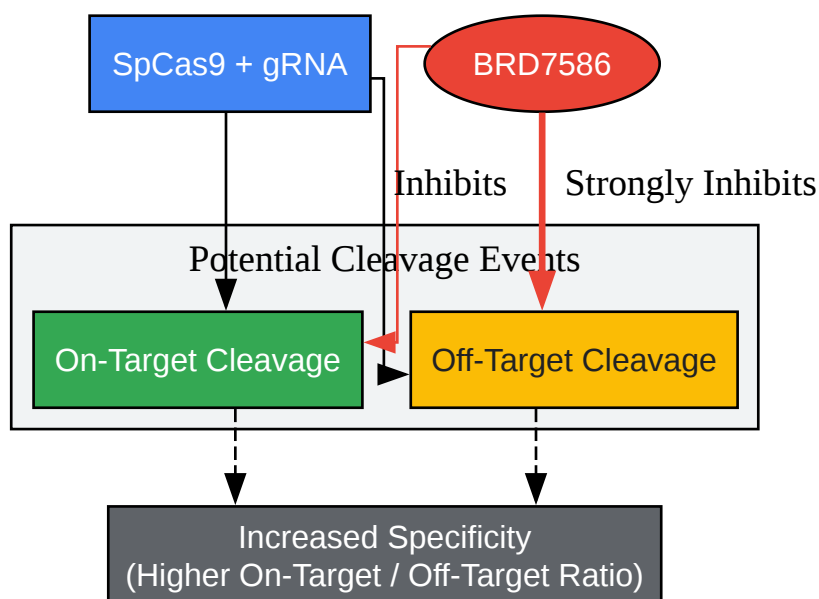 SpCas9 + gRNA
BRD7586
Inhibits
Strongly Inhibits
Potential Cleavage Events
On-Target Cleavage
Off-Target Cleavage
Increased Specificity
(Higher On-Target / Off-Target Ratio)